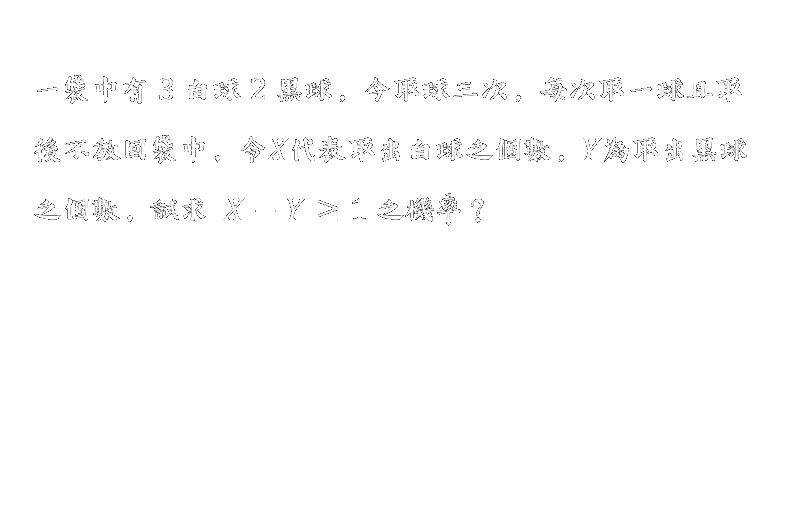 一袋中有 3 白球 2 黑球，今取球三次，每次取一球且取
後不放回袋中，令X代表取出白球之個數，Y為取出黑球
之個數，試求 X − Y ≥ 1 之機率？